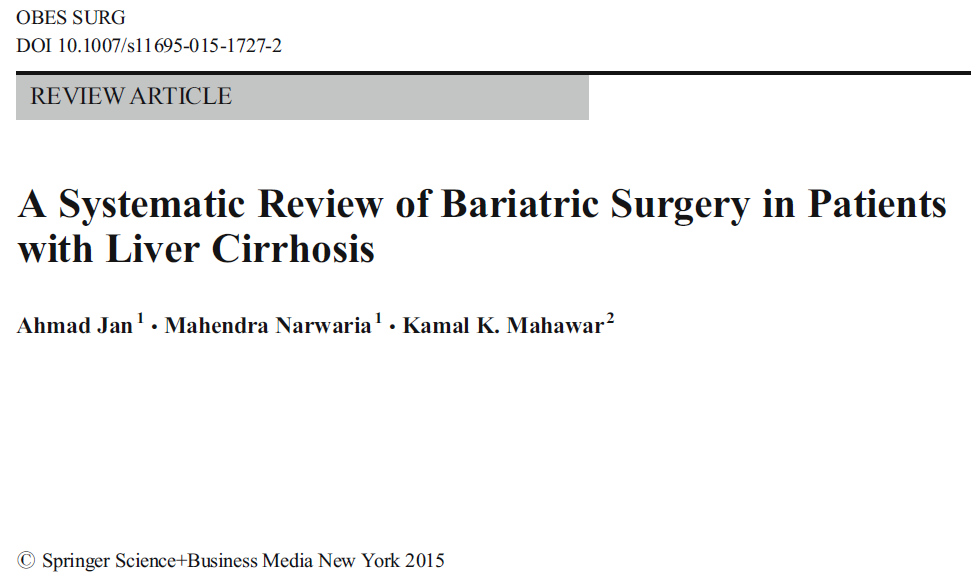 OBES SURG
DOI 10.1007/s11695-015-1727-2
REVIEW ARTICLE
A Systematic Review of Bariatric Surgery in Patients
with Liver Cirrhosis
Ahmad Jan 1 · Mahendra Narwaria 1 · Kamal K. Mahawar 2
© Springer Science+Business Media New York 2015